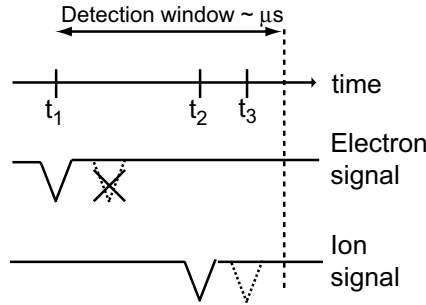 Detection window ~ μs
time
t1
t2
t3
Electron
signal
Ion
signal